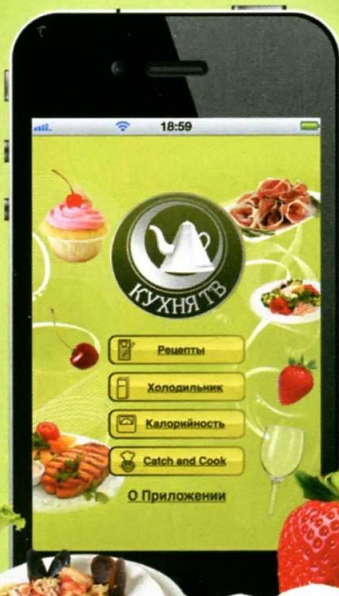 18:59
КУХНЯ ТВ
Рецепты
Холодильник
Калорийность
Catch and Cook
О Приложении